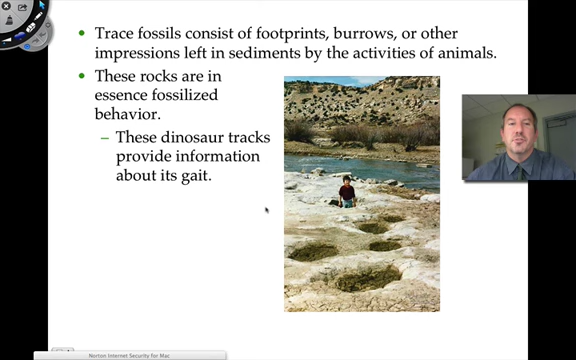 Trace fossils consist of footprints, burrows, or other
impressions left in sediments by the activities of animals.
These rocks are in
essence fossilized
behavior.
– These dinosaur tracks
provide information
about its gait.
Norton Internet Security for Mac